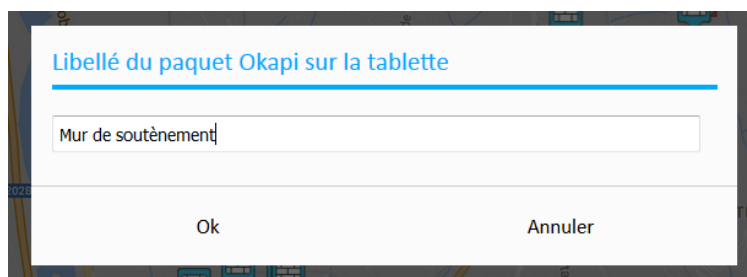 Libellé du paquet Okapi sur la tablette
Mur de soutènement
Ok Annuler